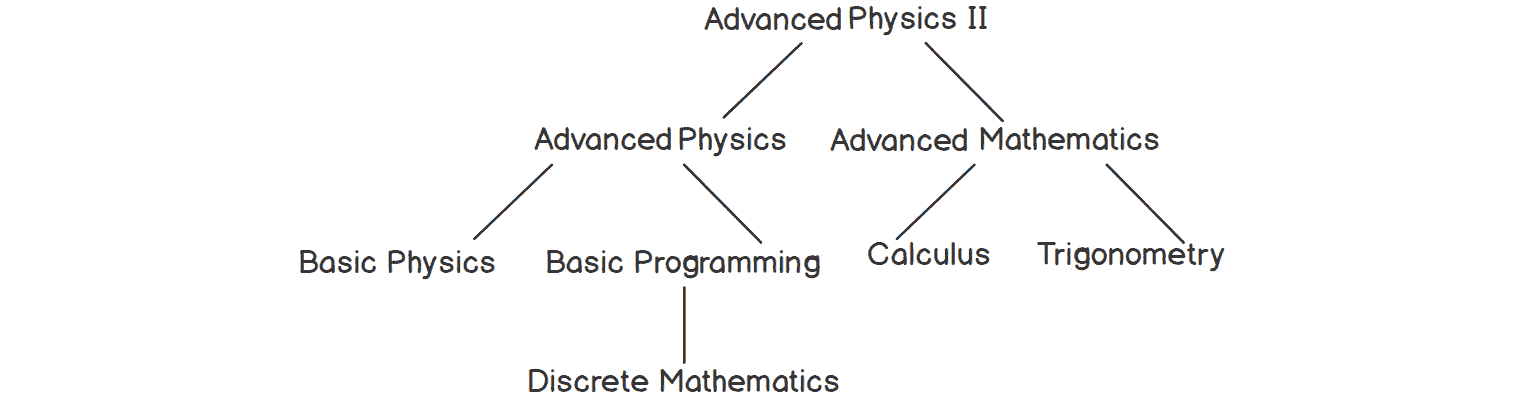 Advanced Physics II
Advanced Physics
Advanced Mathematics
Basic Physics
Basic Programming
Calculus
Trigonometry
Discrete Mathematics